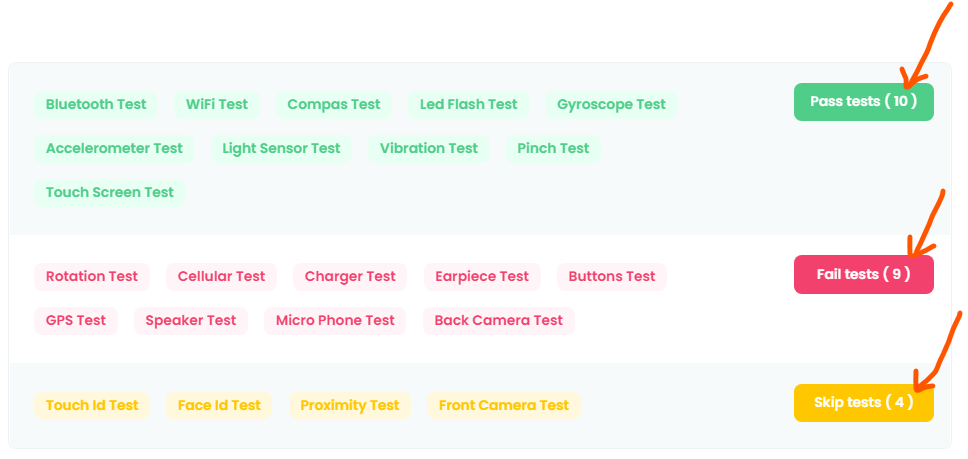 Bluetooth Test WiFi Test Compas Test Led Flash Test Gyroscope Test Pass tests ( 10 )
Accelerometer Test Light Sensor Test Vibration Test Pinch Test
Touch Screen Test
Rotation Test Cellular Test Charger Test Earpiece Test Buttons Test Fail tests ( 9 )
GPS Test Speaker Test Micro Phone Test Back Camera Test
Touch Id Test Face Id Test Proximity Test Front Camera Test Skip tests ( 4 )